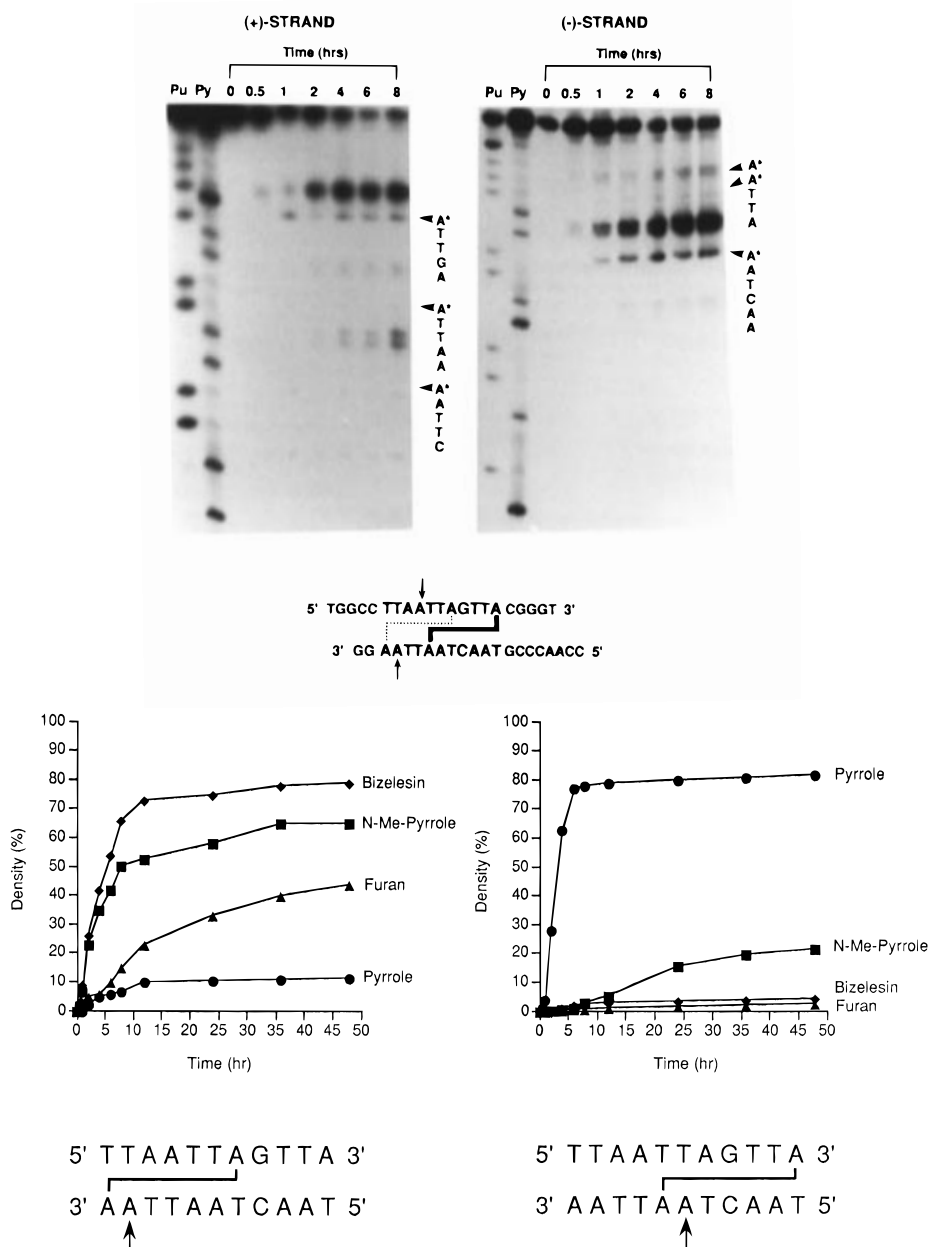 (+)-STRAND
Time (hrs)
Pu Py 0 0.5 1 2 4 6 8
A*
T
T
G
A
A*
T
T
A
A
A*
A
T
T
C
(-)-STRAND
Time (hrs)
Pu Py 0 0.5 1 2 4 6 8
A*
A*
T
T
A
A*
A
T
C
A
A
5' TGGCC TTAATTAGTTA CGGGT 3'
3' GG AATTAATCAAT GCCCAACC 5'
100
90
80
70
60
50
40
30
20
10
0
Density (%)
Bizelesin
N-Me-Pyrrole
Furan
Pyrrole
0 5 10 15 20 25 30 35 40 45 50
Time (hr)
100
90
80
70
60
50
40
30
20
10
0
Density (%)
Pyrrole
N-Me-Pyrrole
Bizelesin
Furan
0 5 10 15 20 25 30 35 40 45 50
Time (hr)
5' TTAATTAGTTA 3'
3' AATTAATCAAT 5'
5' TTAATTAGTTA 3'
3' AATTAATCAAT 5'